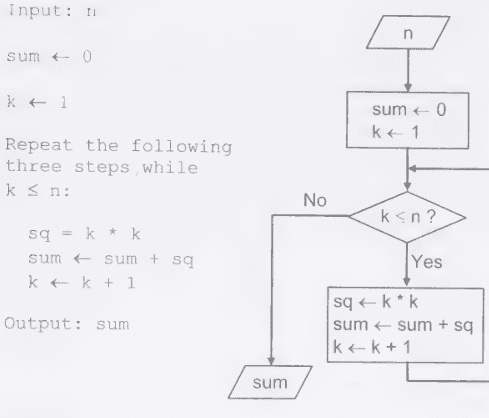 Input: n
sum ← 0
k ← 1
Repeat the following
three steps while
k ≤ n:
sq = k * k
sum ← sum + sq
k ← k + 1
Output: sum
n
sum ← 0
k ← 1
k < n ?
No
Yes
sq ← k * k
sum ← sum + sq
k ← k + 1
sum